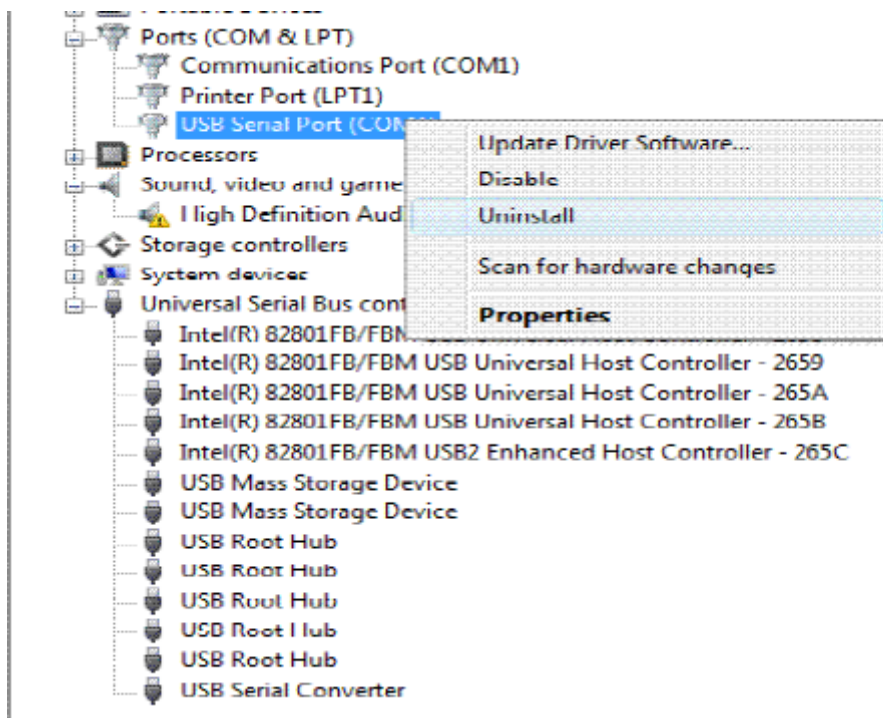 Ports (COM & LPT)
Communications Port (COM1)
Printer Port (LPT1)
USB Serial Port
Update Driver Software...
Processors
Disable
Sound, video and game
High Definition
Uninstall
Storage controllers
Scan for hardware changes
System devices
Universal Serial Bus
Properties
Intel(R)
Intel(R) 82801FB/FBM USB Universal Host Controller - 2659
Intel(R) 82801FB/FBM USB Universal Host Controller - 265A
Intel(R) 82801FB/FBM USB Universal Host Controller - 265B
Intel(R) 82801FB/FBM USB2 Enhanced Host Controller - 265C
USB Mass Storage Device
USB Mass Storage Device
USB Root Hub
USB Root Hub
USB Root Hub
USB Root Hub
USB Root Hub
USB Serial Converter